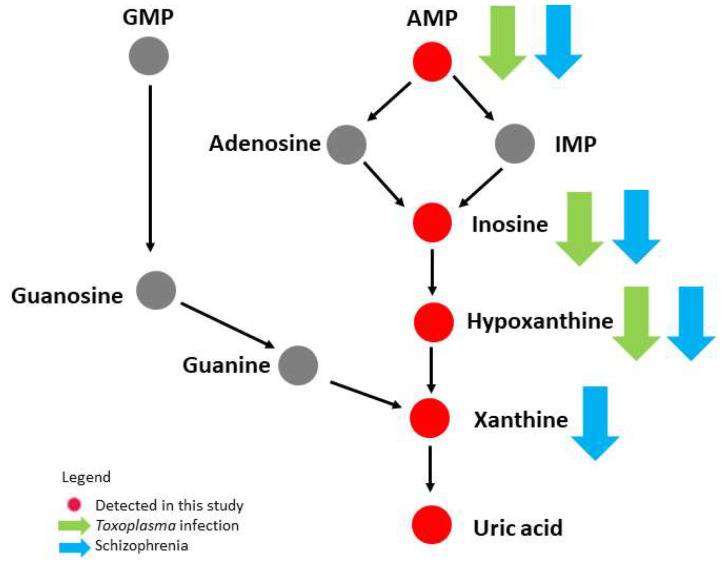 GMP
AMP
Adenosine
IMP
Inosine
Guanosine
Hypoxanthine
Guanine
Xanthine
Legend
Detected in this study
Toxoplasma infection
Schizophrenia
Uric acid